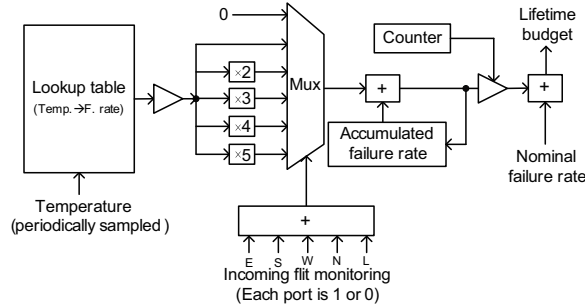 0
Lookup table
(Temp.→F. rate)
×2
×3
×4
×5
Mux
Counter
Lifetime
budget
+
+
Accumulated
failure rate
Nominal
failure rate
Temperature
(periodically sampled )
+
E S W N L
Incoming flit monitoring
(Each port is 1 or 0)